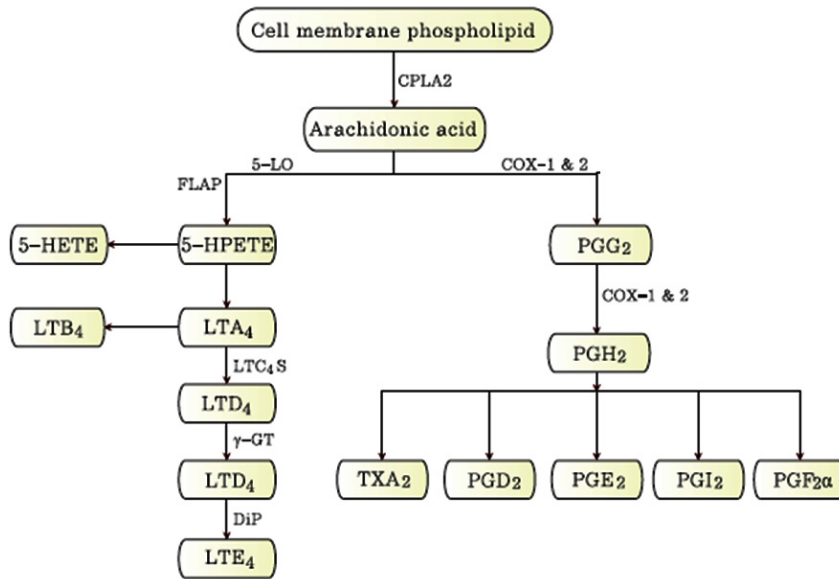 Cell membrane phospholipid
CPLA2
Arachidonic acid
5-LO
COX-1 & 2
FLAP
5-HETE
5-HPETE
PGG₂
COX-1 & 2
LTB₄
LTA₄
PGH₂
LTC₄S
LTD₄
γ-GT
LTD₄
TXA₂
PGD₂
PGE₂
PGI₂
PGF₂α
DiP
LTE₄